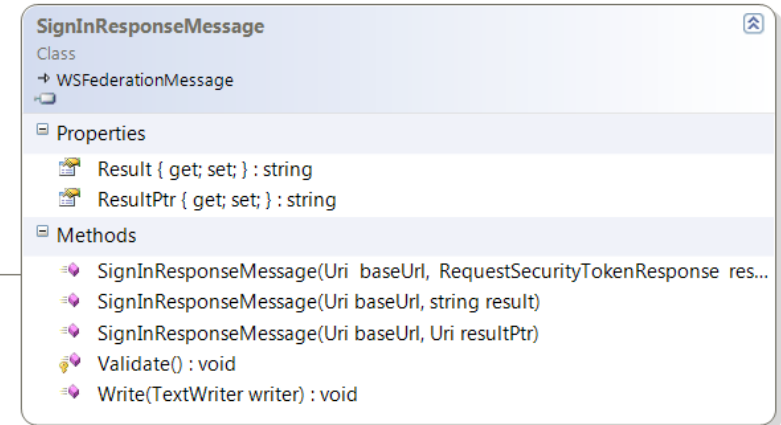 SignInResponseMessage
Class
WSFederationMessage
Properties
Result { get; set; } : string
ResultPtr { get; set; } : string
Methods
SignInResponseMessage(Uri baseUrl, RequestSecurityTokenResponse res...
SignInResponseMessage(Uri baseUrl, string result)
SignInResponseMessage(Uri baseUrl, Uri resultPtr)
Validate() : void
Write(TextWriter writer) : void